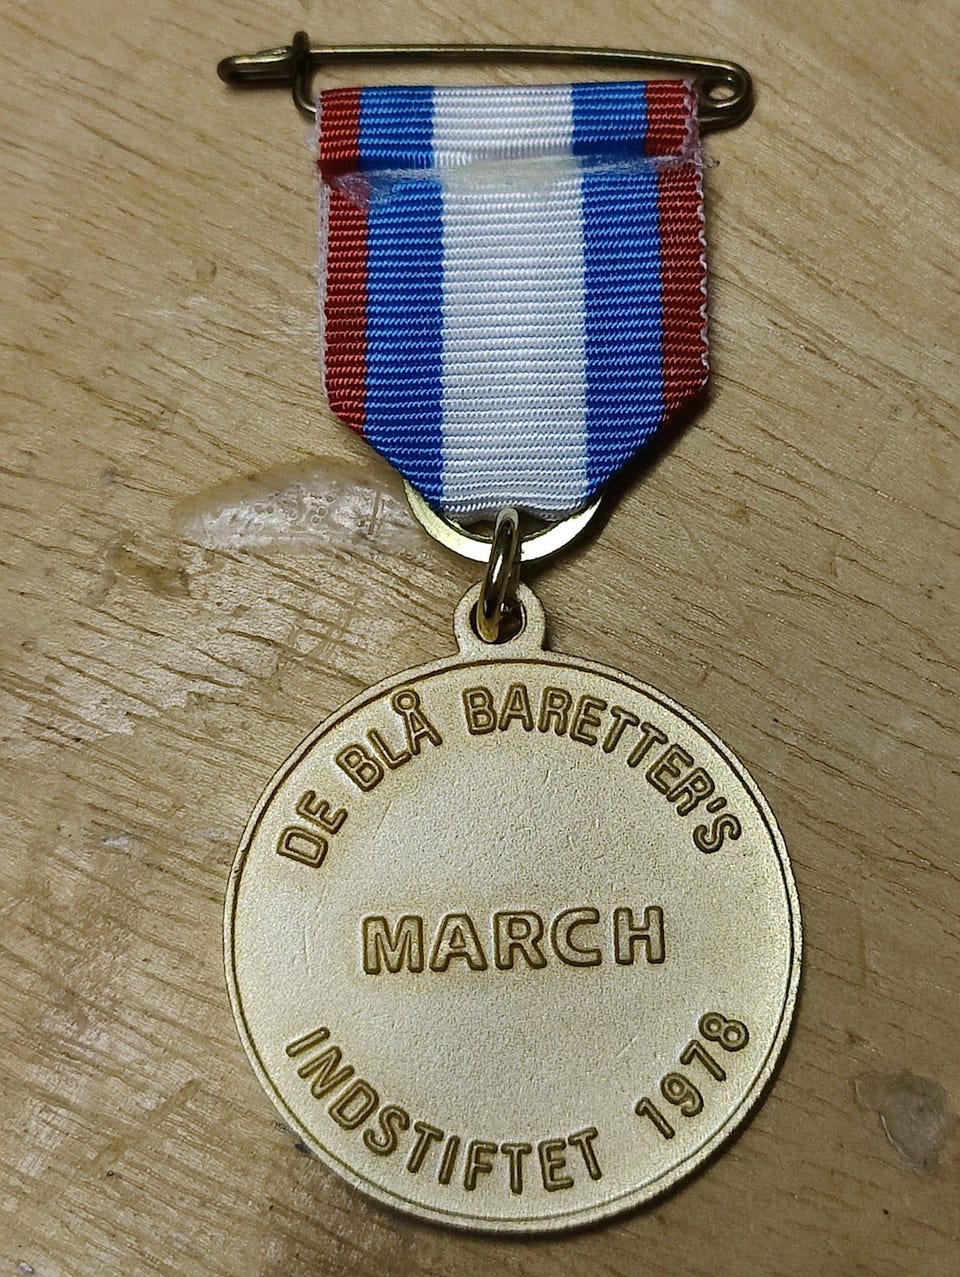 DE BLÅ BARETTER'S
MARCH
INDSTIFTET 1978